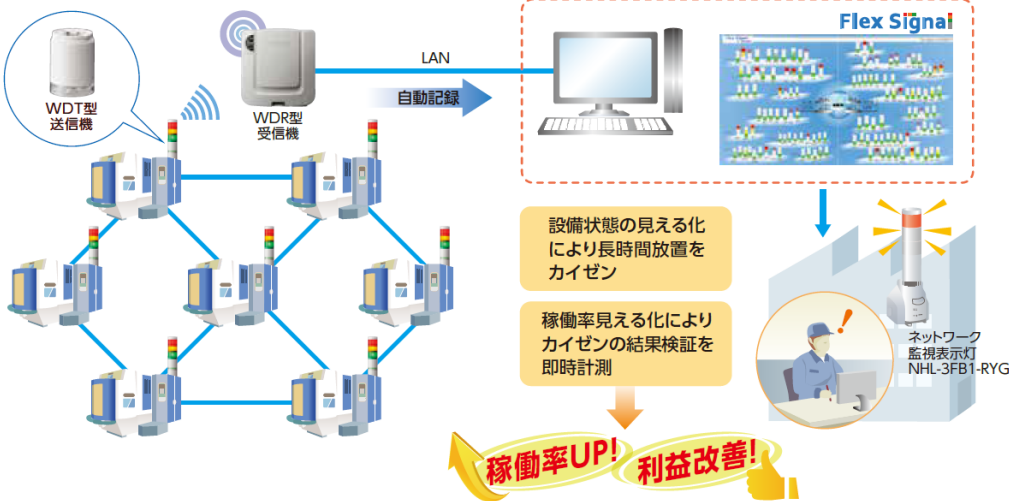 Flex Signal
WDT型
送信機
WDR型
受信機
LAN
自動記録
設備状態の見える化
により長時間放置を
カイゼン
稼働率見える化により
カイゼンの結果検証を
即時計測
ネットワーク
監視表示灯
NHL-3FB1-RYG
稼働率UP!
利益改善!